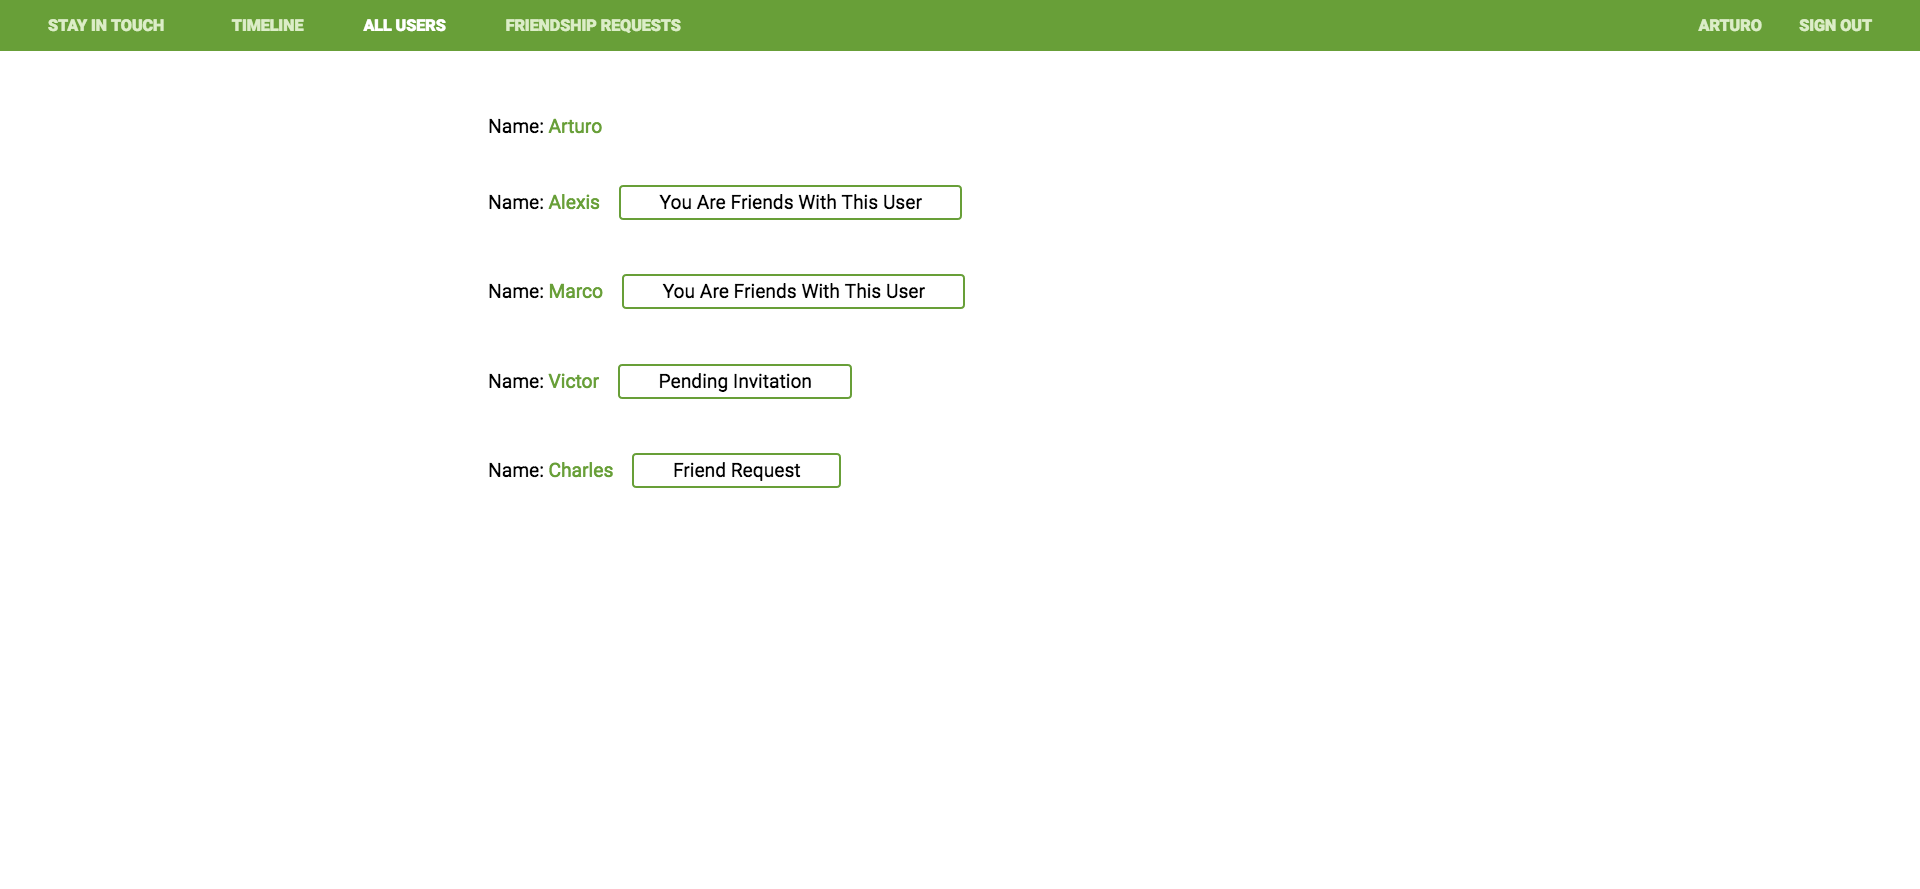 STAY IN TOUCH TIMELINE ALL USERS FRIENDSHIP REQUESTS ARTURO SIGN OUT
Name: Arturo
Name: Alexis You Are Friends With This User
Name: Marco You Are Friends With This User
Name: Victor Pending Invitation
Name: Charles Friend Request